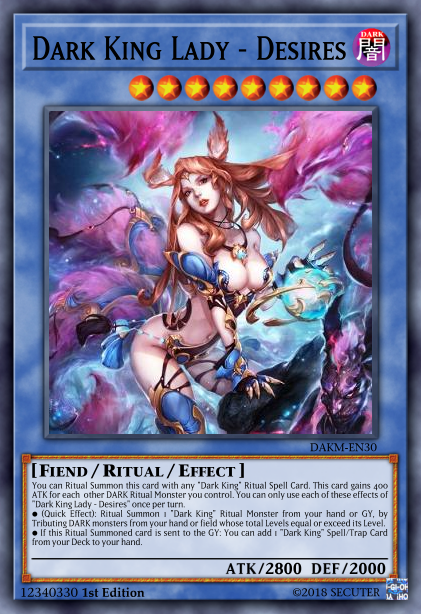 Dark King Lady - Desires
DARK
闇
DAKM-EN30
[Fiend / Ritual / Effect]
You can Ritual Summon this card with any "Dark King" Ritual Spell Card. This card gains 400
ATK for each other DARK Ritual Monster you control. You can only use each of these effects of
"Dark King Lady - Desires" once per turn.
● (Quick Effect): Ritual Summon 1 "Dark King" Ritual Monster from your hand or GY, by
Tributing DARK monsters from your hand or field whose total Levels equal or exceed its Level.
● If this Ritual Summoned card is sent to the GY: You can add 1 "Dark King" Spell/Trap Card
from your Deck to your hand.
ATK/2800 DEF/2000
12340330 1st Edition
©2018 SECUTER